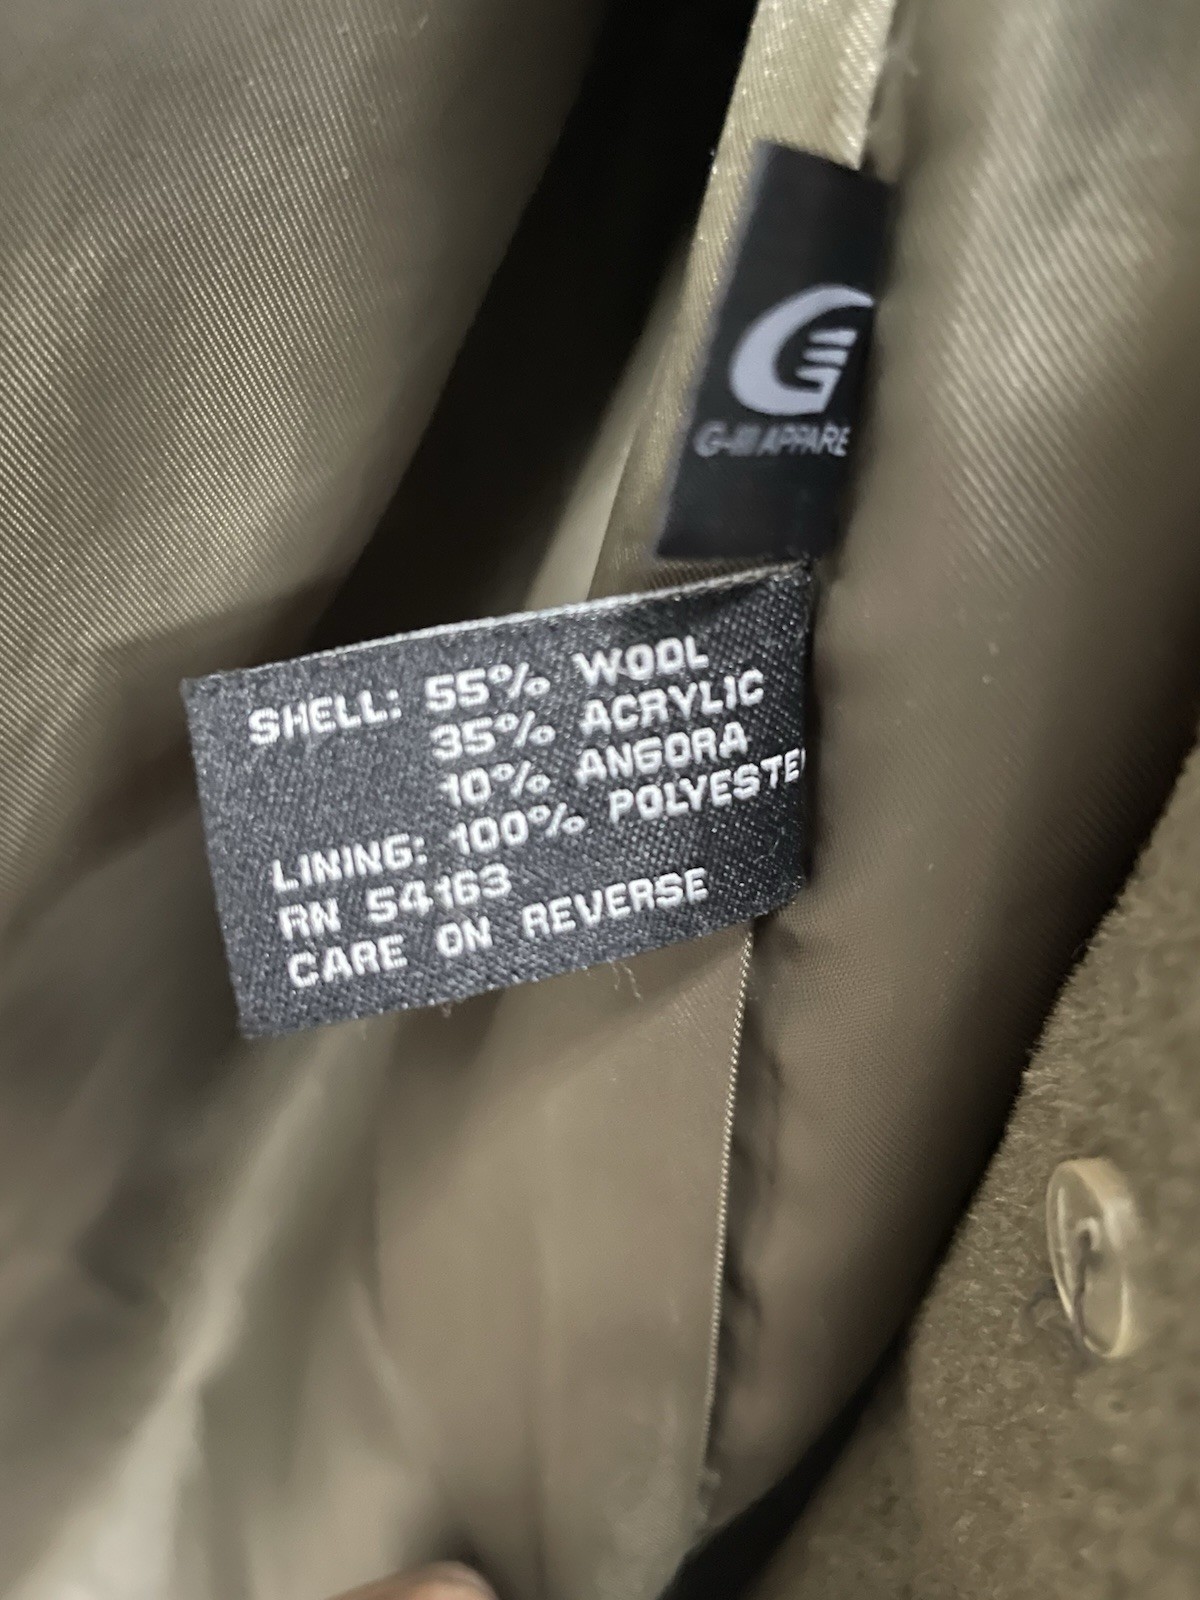 G-III APPARE
SHELL: 55% WOOL
35% ACRYLIC
10% ANGORA
LINING: 100% POLYESTE
RN 54163
CARE ON REVERSE